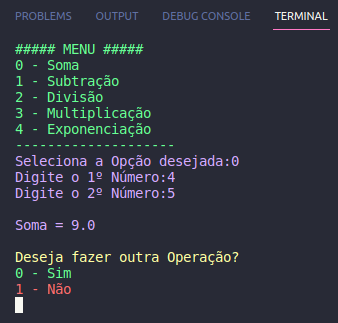 PROBLEMS OUTPUT DEBUG CONSOLE TERMINAL
##### MENU #####
0 - Soma
1 - Subtração
2 - Divisão
3 - Multiplicação
4 - Exponenciação
--------------------
Seleciona a Opção desejada:0
Digite o 1º Número:4
Digite o 2º Número:5
Soma = 9.0
Deseja fazer outra Operação?
0 - Sim
1 - Não